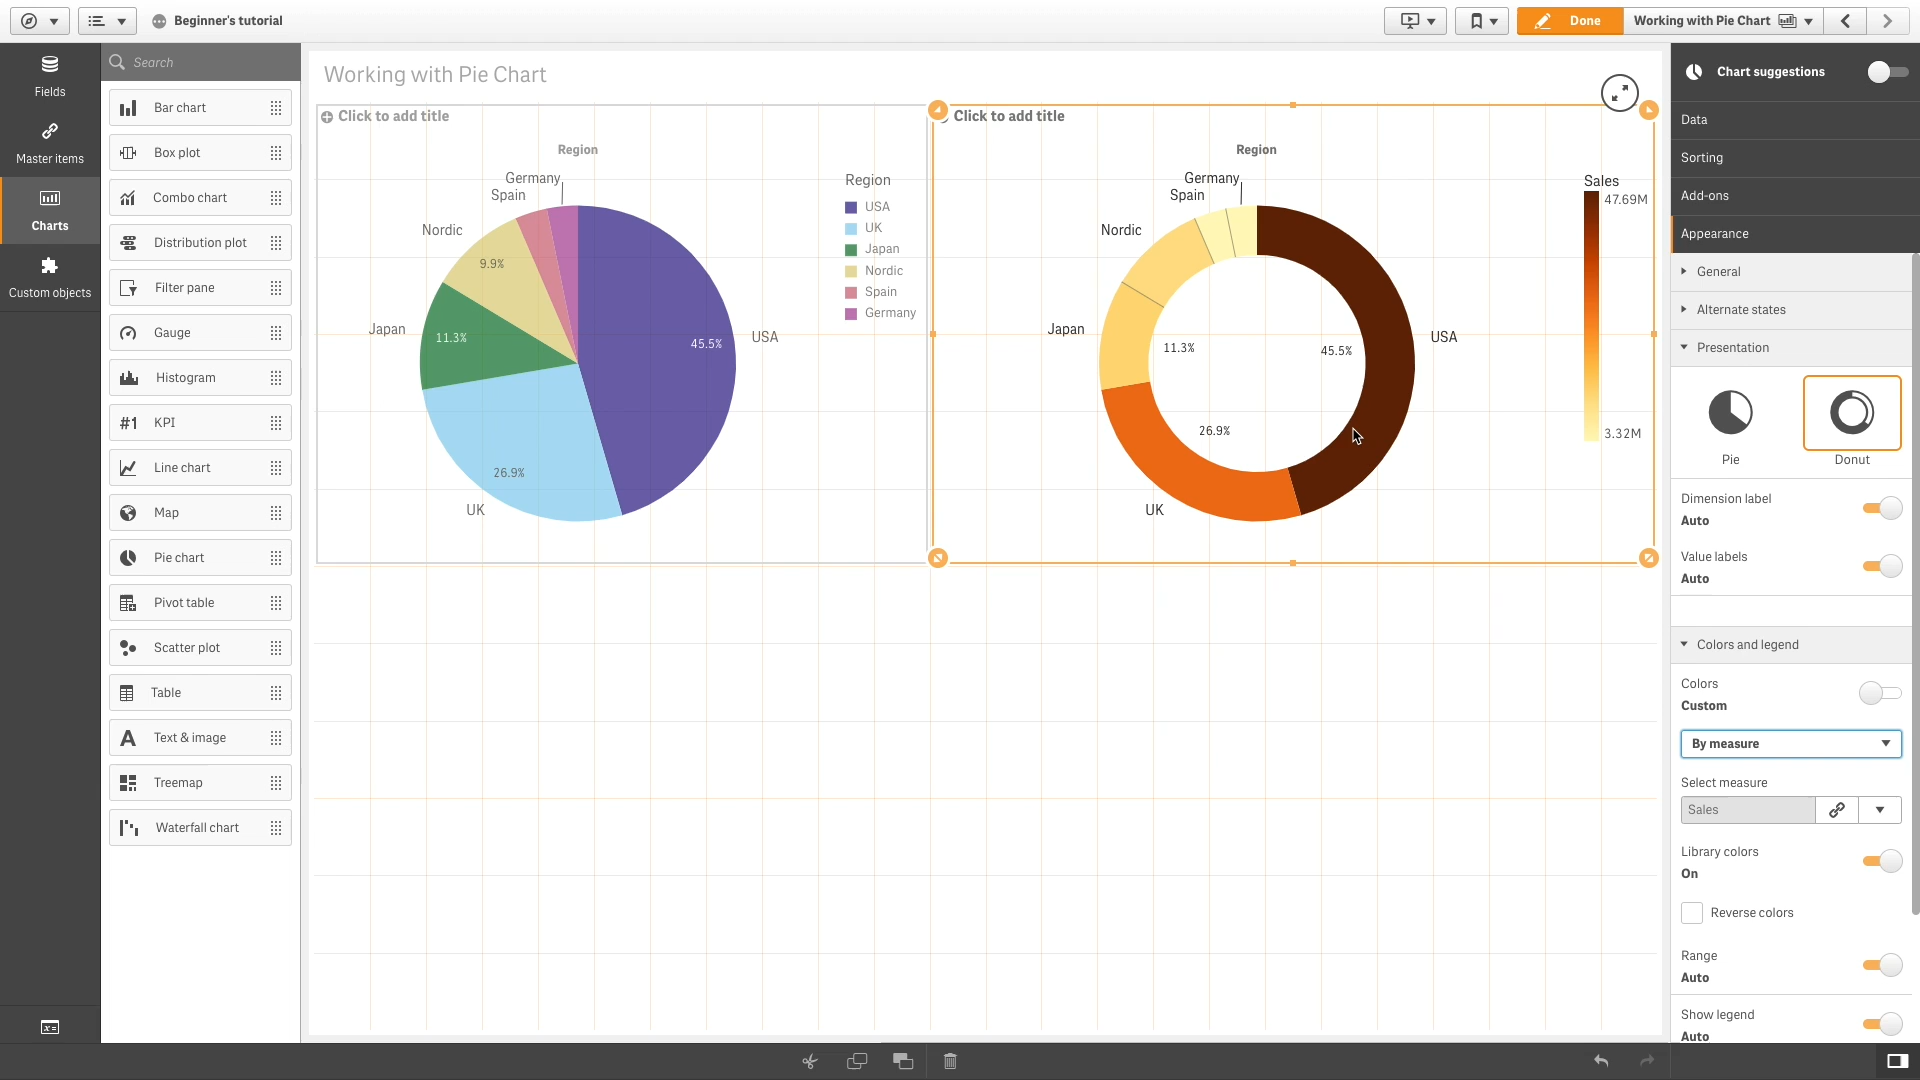 Beginner's tutorial
Done
Working with Pie Chart
Fields
Master items
Charts
Custom objects
Search
Bar chart
Box plot
Combo chart
Distribution plot
Filter pane
Gauge
Histogram
#1 KPI
Line chart
Map
Pie chart
Pivot table
Scatter plot
Table
A Text & image
Treemap
Waterfall chart
x=
Working with Pie Chart
Click to add title
Region
Germany
Spain
Nordic
9.9%
Japan
11.3%
45.5%
USA
26.9%
UK
Region
USA
UK
Japan
Nordic
Spain
Germany
Click to add title
Region
Germany
Spain
Nordic
Japan
11.3%
45.5%
USA
26.9%
UK
Sales
47.69M
3.32M
Chart suggestions
Data
Sorting
Add-ons
Appearance
General
Alternate states
Presentation
Pie
Donut
Dimension label
Auto
Value labels
Auto
Colors and legend
Colors
Custom
By measure
Select measure
Sales
Library colors
On
Reverse colors
Range
Auto
Show legend
Auto